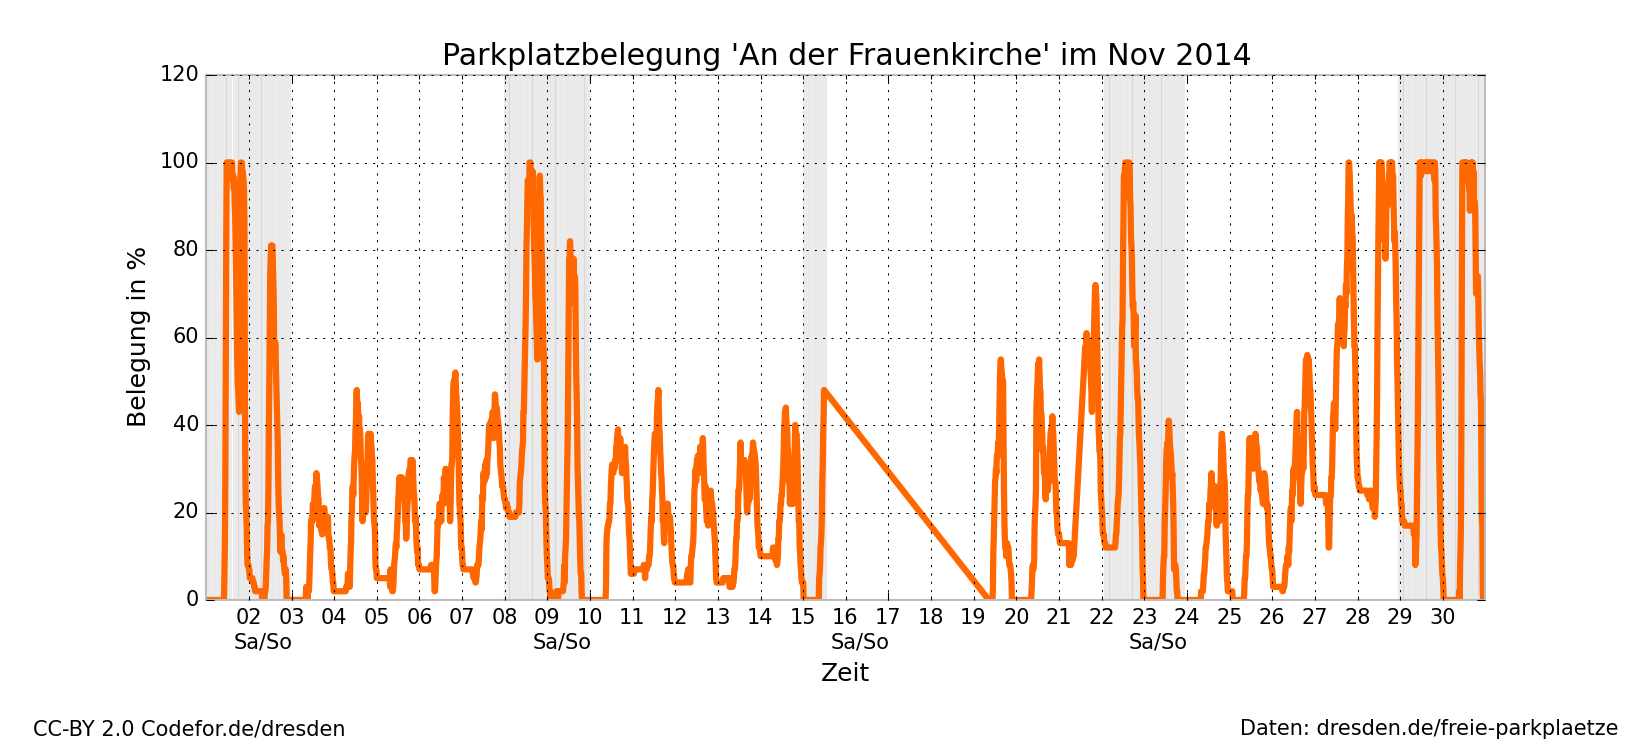 Parkplatzbelegung 'An der Frauenkirche' im Nov 2014
120
100
80
60
40
20
0
Belegung in %
02 03 04 05 06 07 08 09 10 11 12 13 14 15 16 17 18 19 20 21 22 23 24 25 26 27 28 29 30
Sa/So Sa/So Sa/So Sa/So
Zeit
CC-BY 2.0 Codefor.de/dresden
Daten: dresden.de/freie-parkplaetze